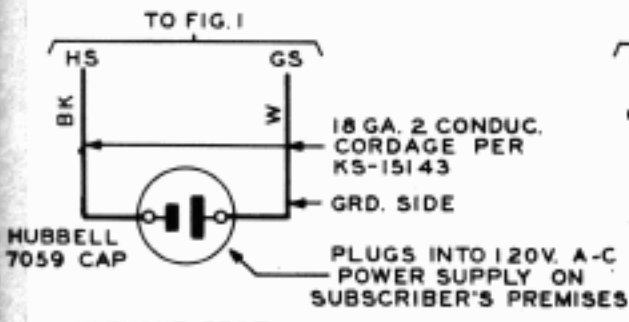 TO FIG. 1
HS GS
BK
W
18 GA. 2 CONDUC.
CORDAGE PER
KS-15143
GRD. SIDE
HUBBELL
7059 CAP
PLUGS INTO 120V. A-C
POWER SUPPLY ON
SUBSCRIBER'S PREMISES